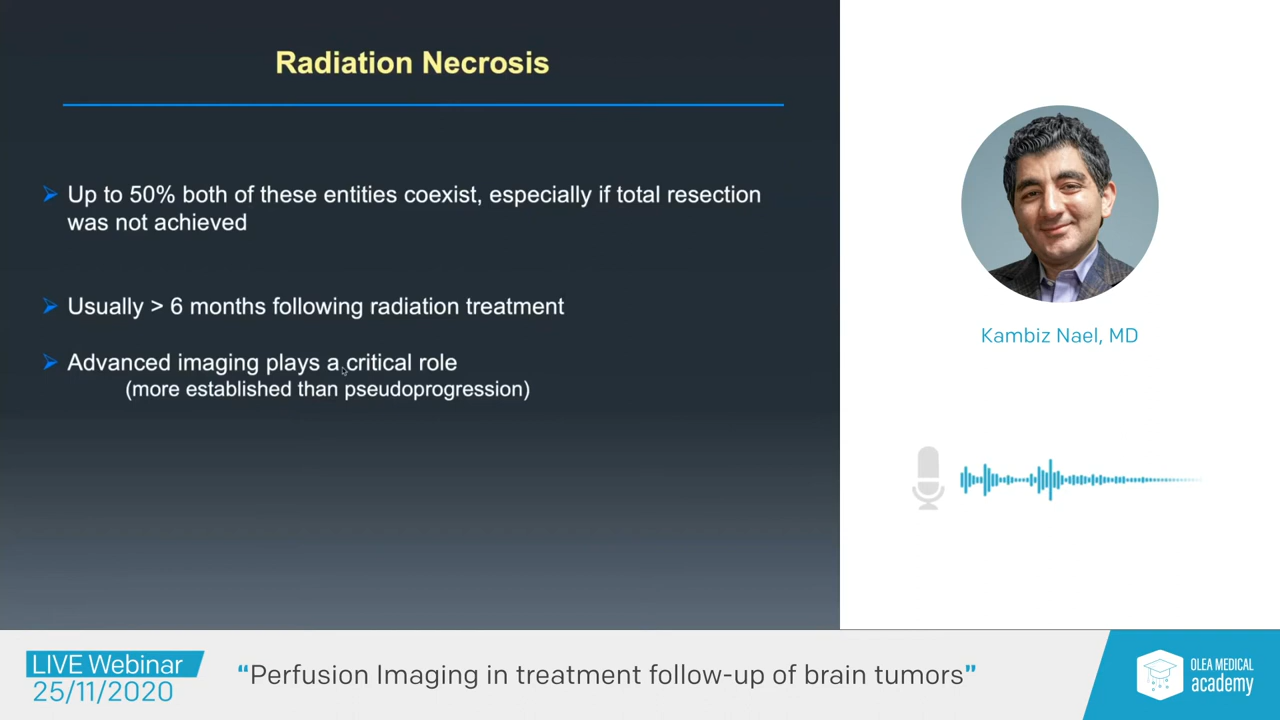 Radiation Necrosis
Up to 50% both of these entities coexist, especially if total resection
was not achieved
Usually > 6 months following radiation treatment
Advanced imaging plays a critical role
(more established than pseudoprogression)
Kambiz Nael, MD
LIVE Webinar
25/11/2020
“Perfusion Imaging in treatment follow-up of brain tumors”
OLEA MEDICAL
academy